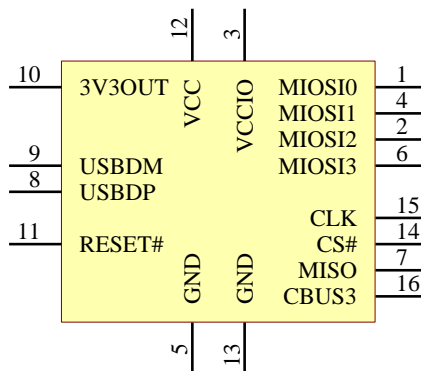 12 3
10 3V3OUT VCC VCCIO MIOSI0 1
MIOSI1 4
MIOSI2 2
9 USBDM MIOSI3 6
8 USBDP
CLK 15
11 RESET# CS# 14
GND GND MISO 7
CBUS3 16
5 13